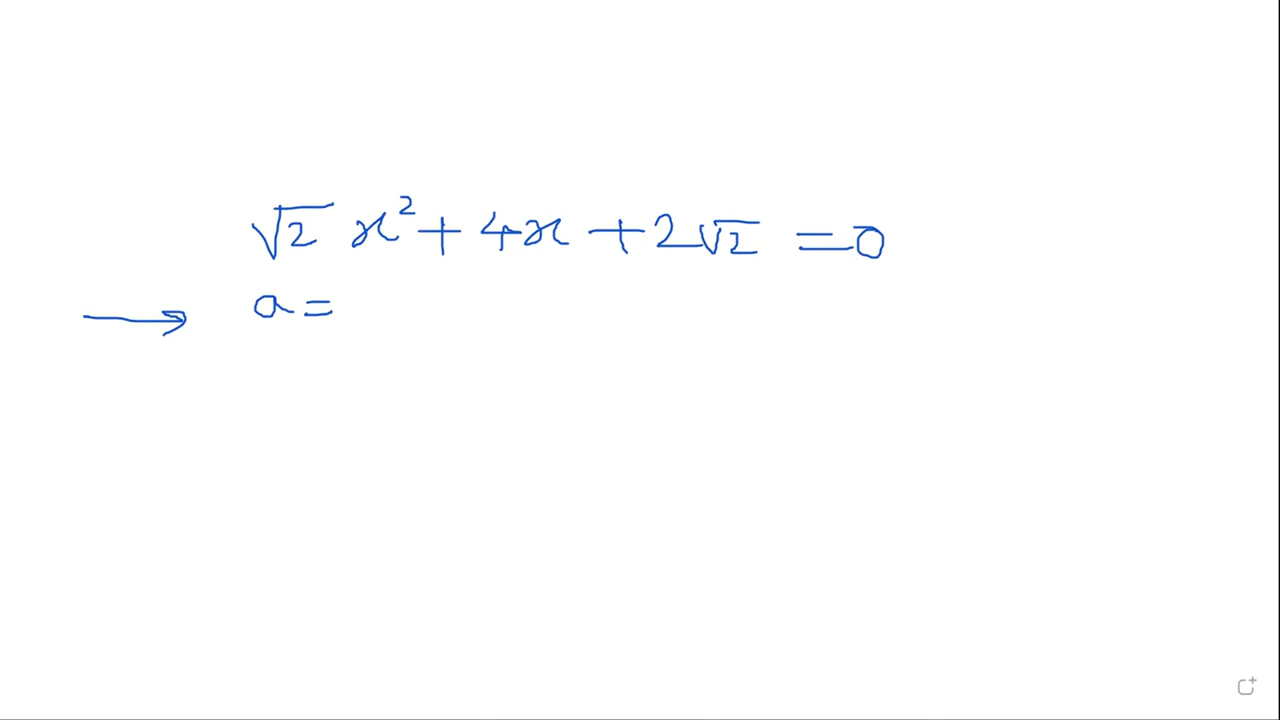 √2 x² + 4x + 2√2 = 0
→ a =